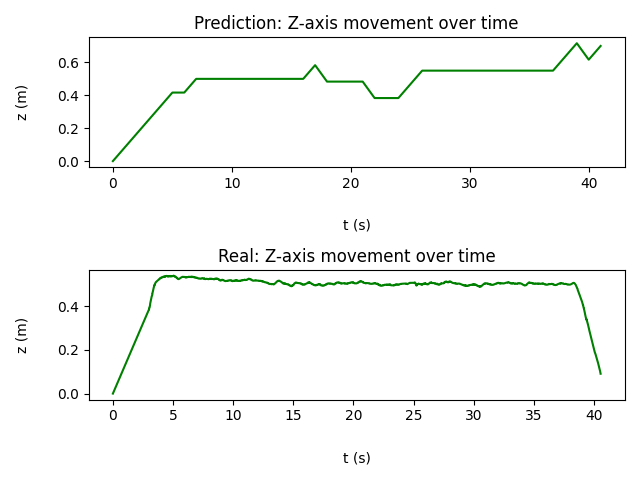 Prediction: Z-axis movement over time
z (m)
0.6
0.4
0.2
0.0
0 10 20 30 40
t (s)
Real: Z-axis movement over time
z (m)
0.4
0.2
0.0
0 5 10 15 20 25 30 35 40
t (s)